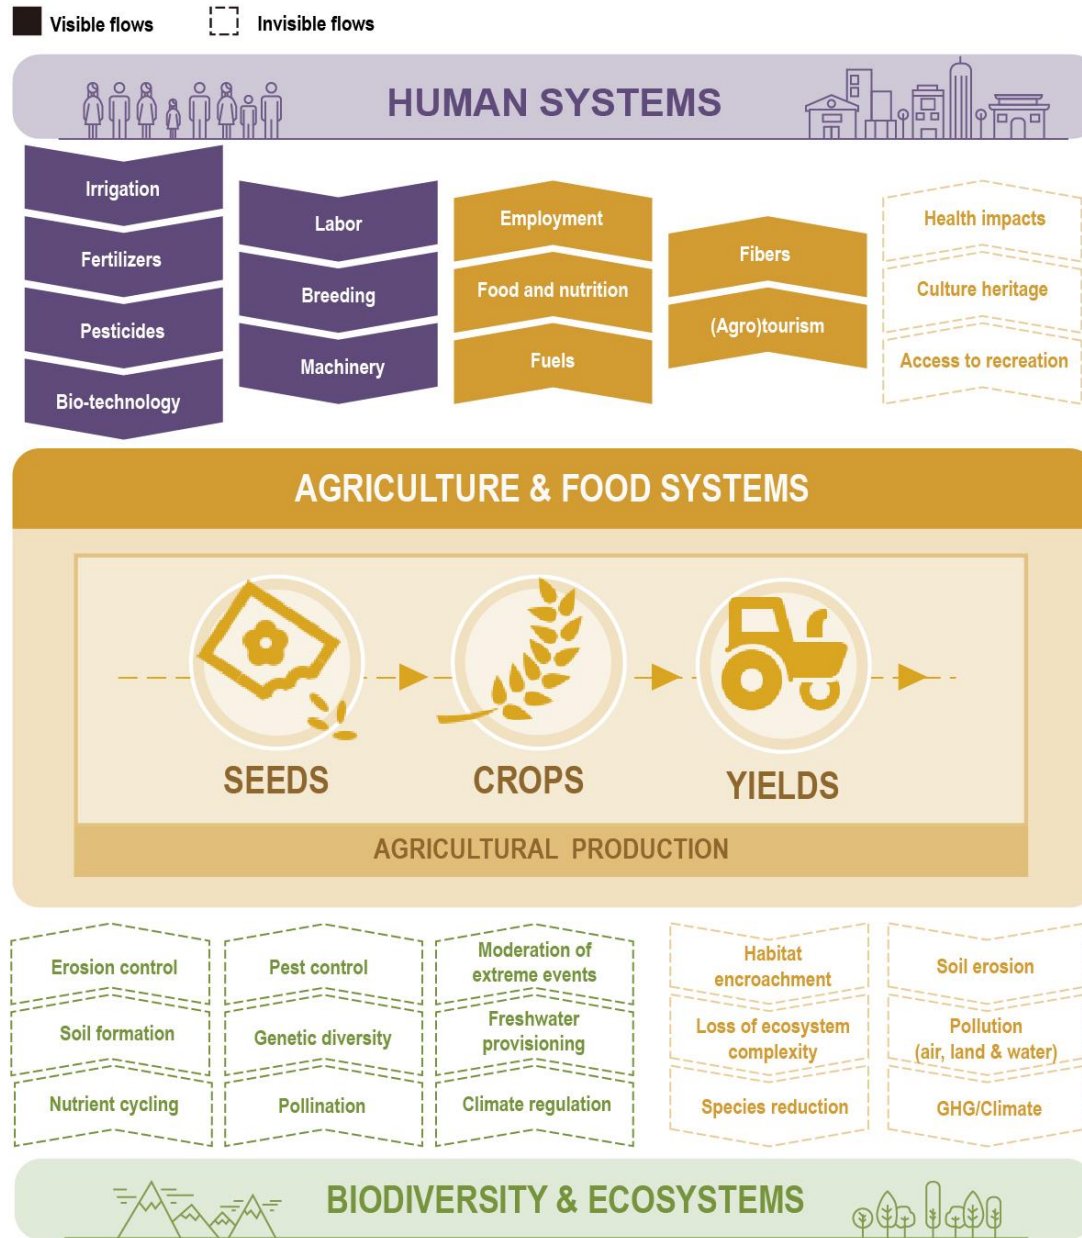 Visible flows
Invisible flows
HUMAN SYSTEMS
Irrigation
Fertilizers
Pesticides
Bio-technology
Labor
Breeding
Machinery
Employment
Food and nutrition
Fuels
Fibers
(Agro)tourism
Health impacts
Culture heritage
Access to recreation
AGRICULTURE & FOOD SYSTEMS
SEEDS
CROPS
YIELDS
AGRICULTURAL PRODUCTION
Erosion control
Soil formation
Nutrient cycling
Pest control
Genetic diversity
Pollination
Moderation of
extreme events
Freshwater
provisioning
Climate regulation
Habitat
encroachment
Loss of ecosystem
complexity
Species reduction
Soil erosion
Pollution
(air, land & water)
GHG/Climate
BIODIVERSITY & ECOSYSTEMS